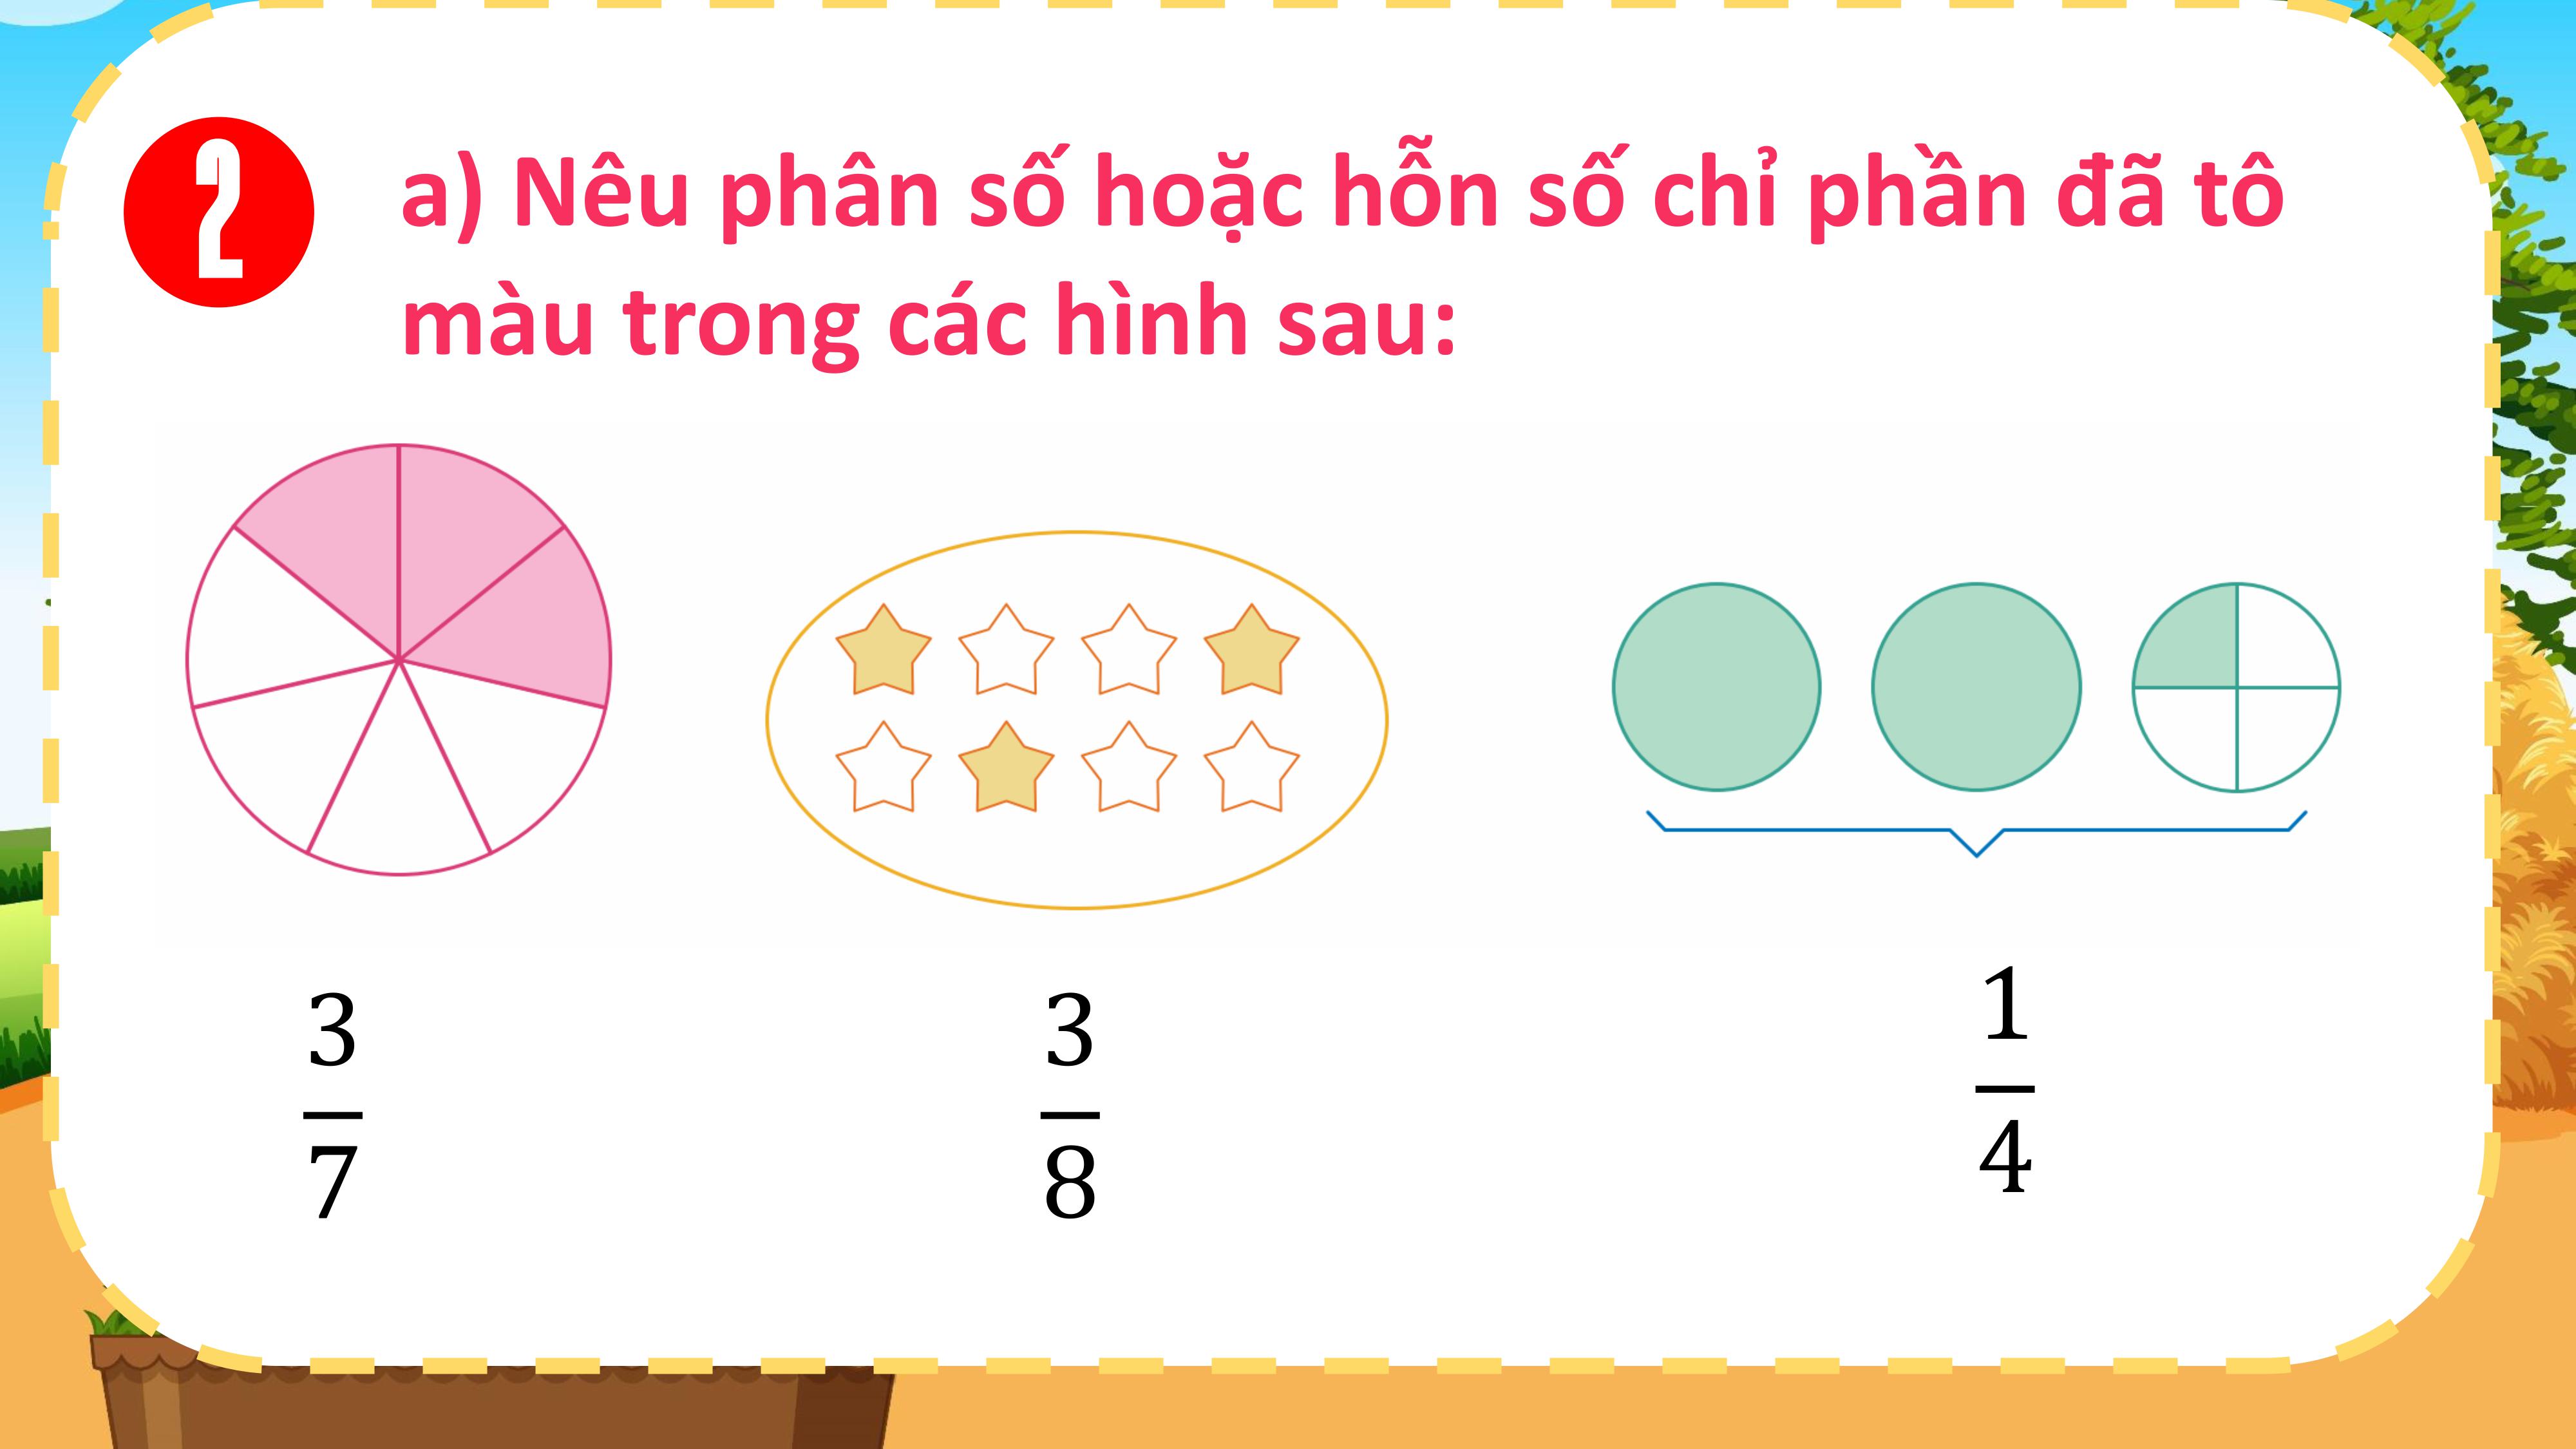 2
a) Nêu phân số hoặc hỗn số chỉ phần đã tô
màu trong các hình sau:
3/7
3/8
1/4